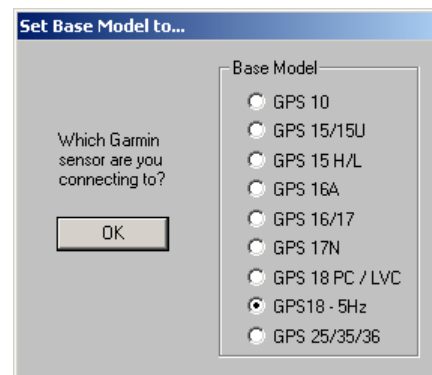 Set Base Model to...
Which Garmin
sensor are you
connecting to?
OK
Base Model
GPS 10
GPS 15/15U
GPS 15 H/L
GPS 16A
GPS 16/17
GPS 17N
GPS 18 PC / LVC
GPS18 - 5Hz
GPS 25/35/36